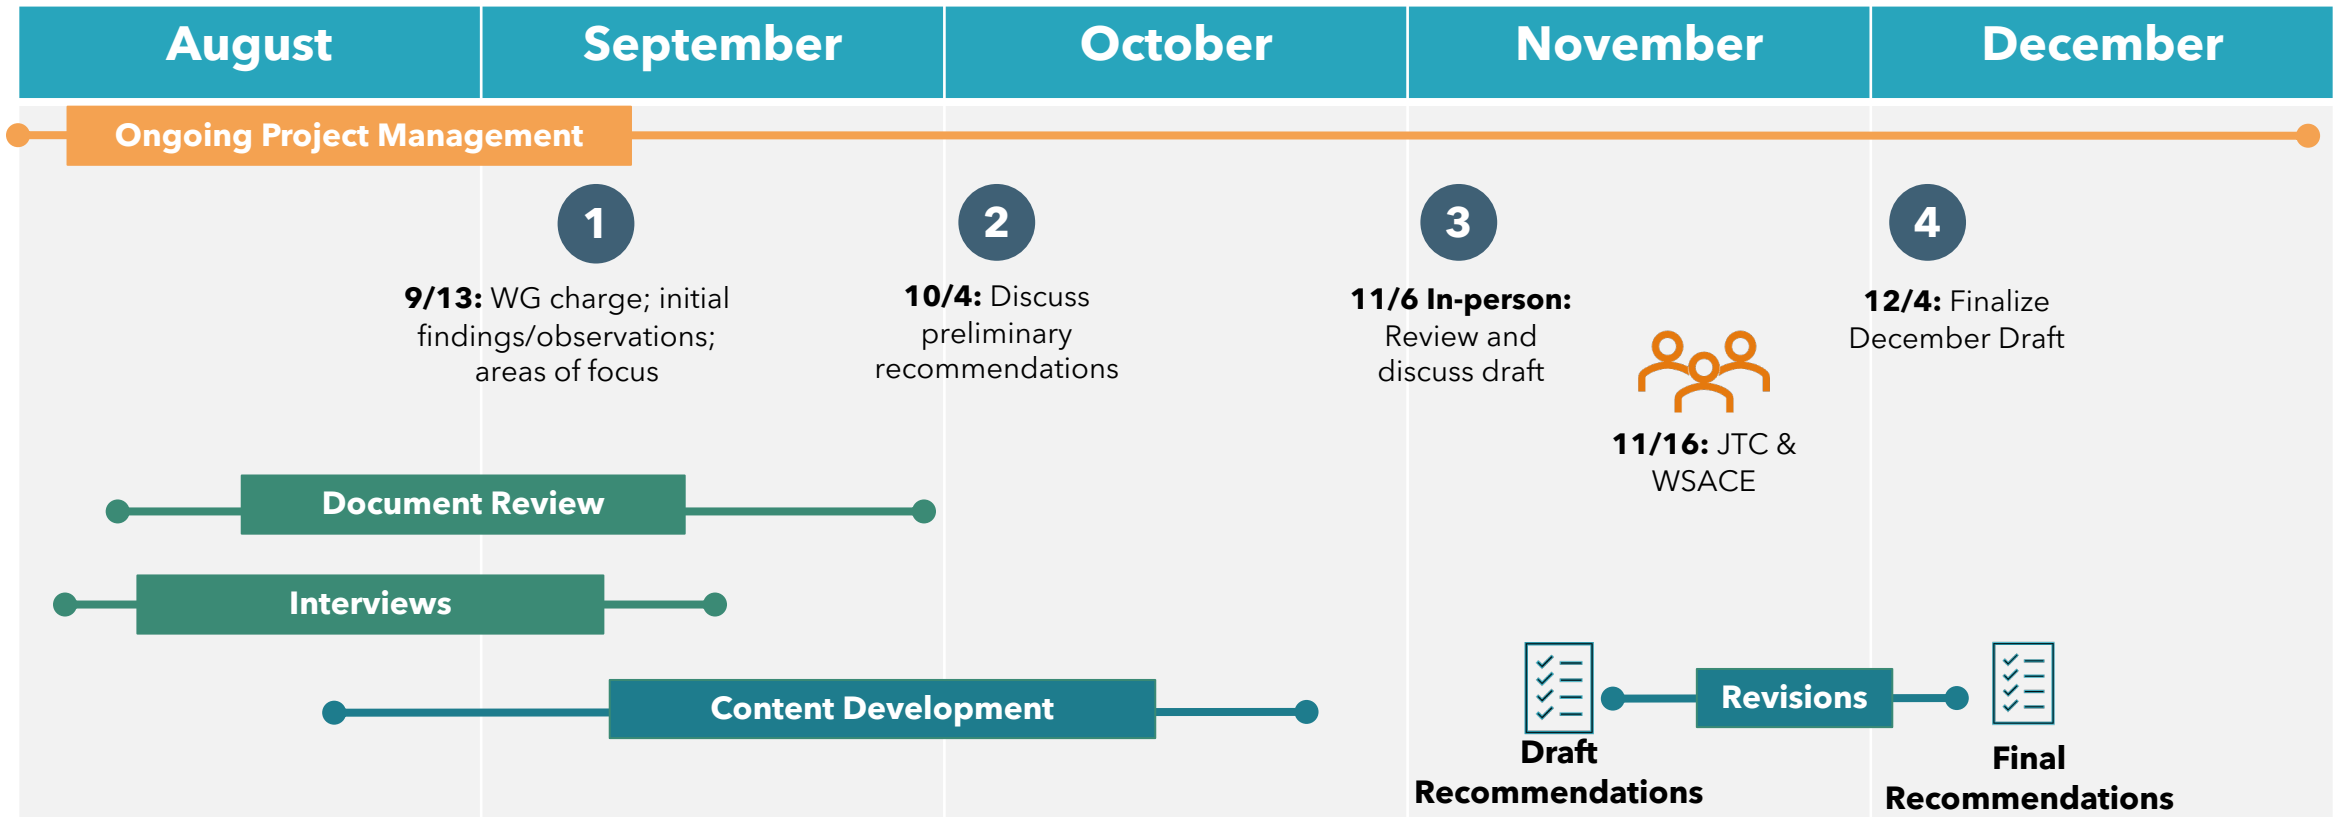 August
September
October
November
December
Ongoing Project Management
1
2
3
4
9/13: WG charge; initial
findings/observations;
areas of focus
10/4: Discuss
preliminary
recommendations
11/6 In-person:
Review and
discuss draft
12/4: Finalize
December Draft
11/16: JTC &
WSACE
Document Review
Interviews
Content Development
Draft
Recommendations
Revisions
Final
Recommendations